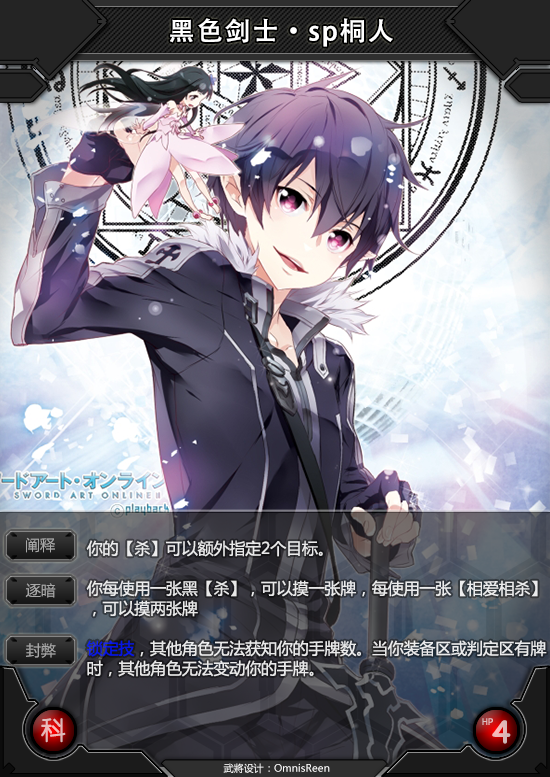 黑色剑士·sp桐人
ードアート・オンライン
SWORD ART ONLINE II
©playback
阐释
你的【杀】可以额外指定2个目标。
逐暗
你每使用一张黑【杀】，可以摸一张牌，每使用一张【相爱相杀】
，可以摸两张牌
封弊
锁定技，其他角色无法获知你的手牌数。当你装备区或判定区有牌
时，其他角色无法变动你的手牌。
科
HP 4
武将设计：OmnisReen